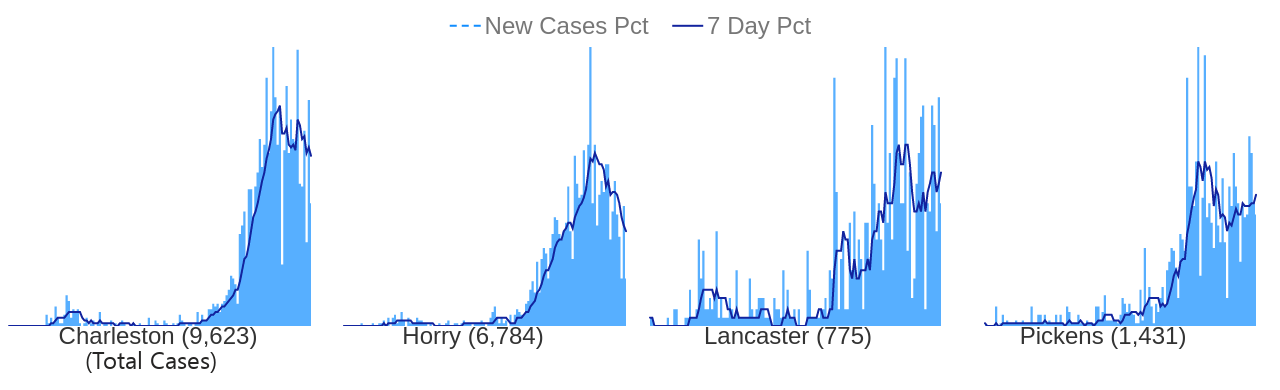 New Cases Pct 7 Day Pct
Charleston (9,623) Horry (6,784) Lancaster (775) Pickens (1,431)
(Total Cases)